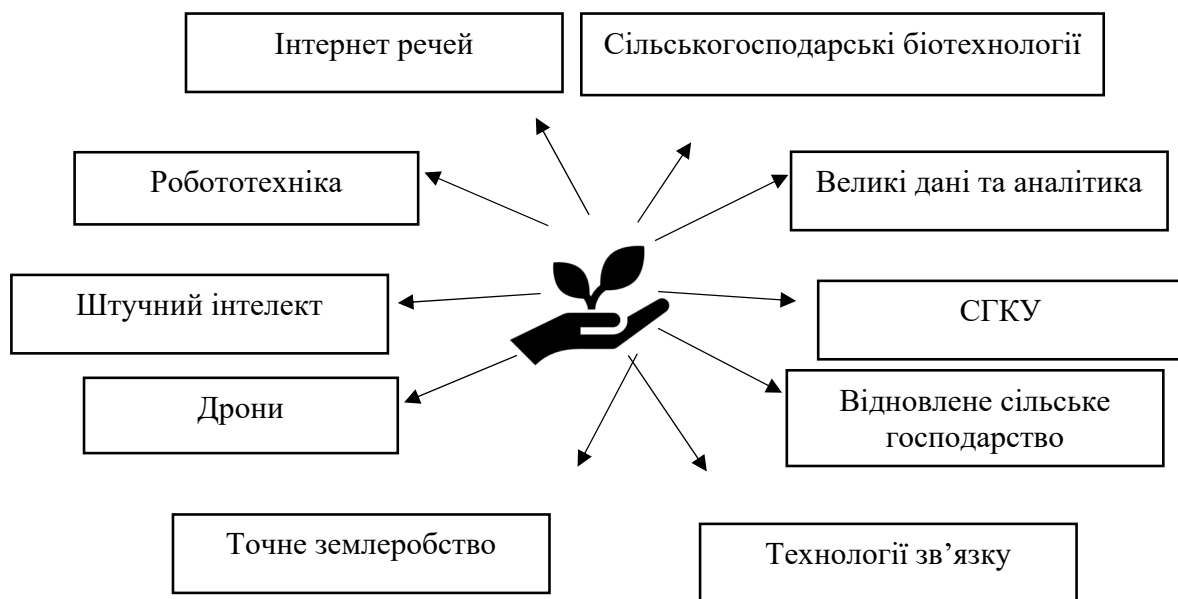 Інтернет речей
Сільськогосподарські біотехнології
Робототехніка
Великі дані та аналітика
Штучний інтелект
СГКУ
Дрони
Відновлене сільське
господарство
Точне землеробство
Технології зв’язку